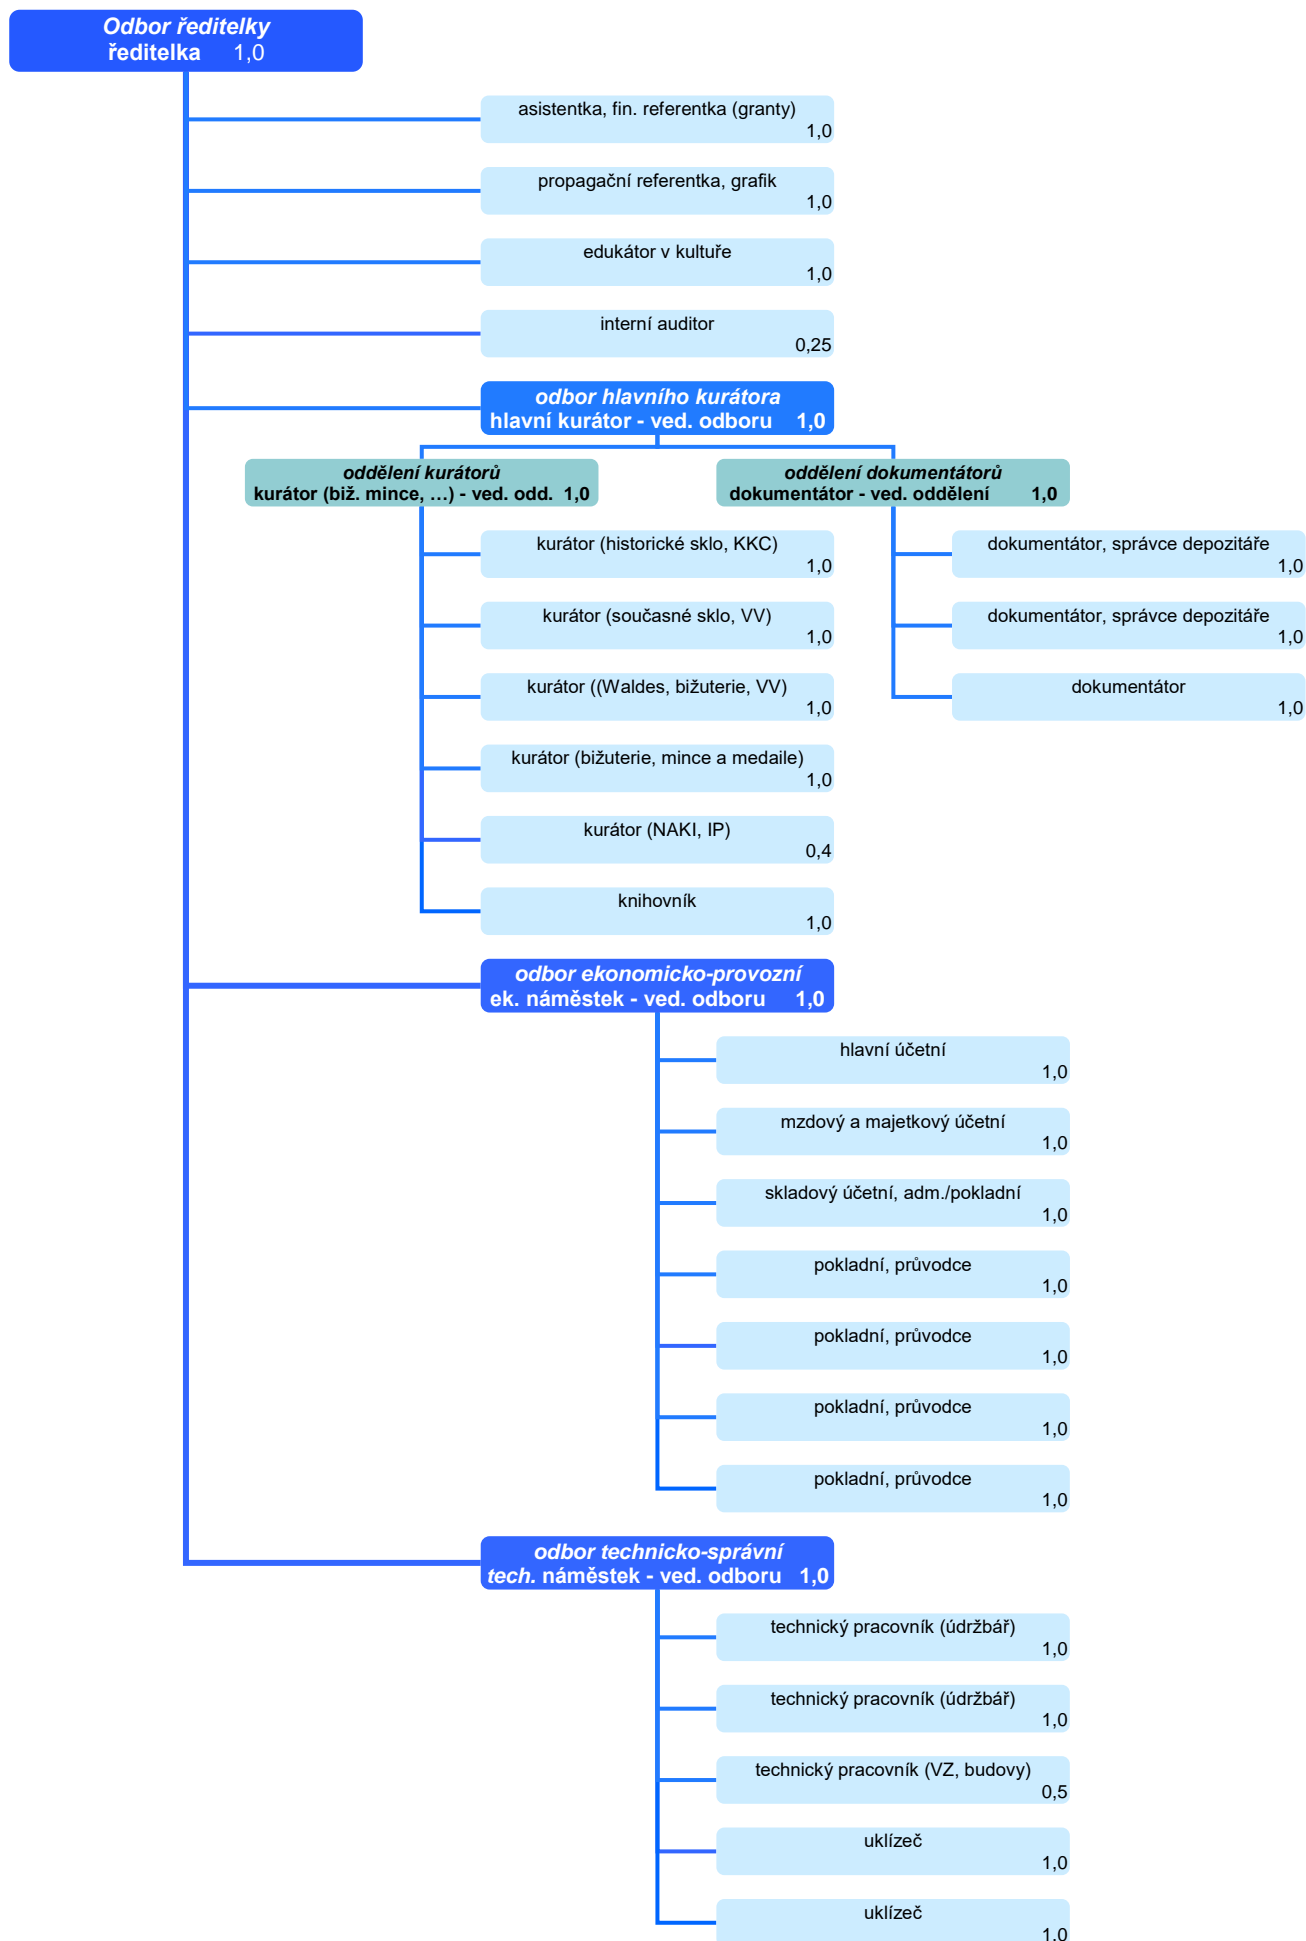 Odbor ředitelky
ředitelka 1,0
asistentka, fin. referentka (granty)
1,0
propagační referentka, grafik
1,0
edukátor v kultuře
1,0
interní auditor
0,25
odbor hlavního kurátora
hlavní kurátor - ved. odboru 1,0
oddělení kurátorů
kurátor (biž. mince, …) - ved. odd. 1,0
oddělení dokumentátorů
dokumentátor - ved. oddělení 1,0
kurátor (historické sklo, KKC)
1,0
kurátor (současné sklo, VV)
1,0
kurátor ((Waldes, bižuterie, VV)
1,0
kurátor (bižuterie, mince a medaile)
1,0
kurátor (NAKI, IP)
0,4
knihovník
1,0
dokumentátor, správce depozitáře
1,0
dokumentátor, správce depozitáře
1,0
dokumentátor
1,0
odbor ekonomicko-provozní
ek. náměstek - ved. odboru 1,0
hlavní účetní
1,0
mzdový a majetkový účetní
1,0
skladový účetní, adm./pokladní
1,0
pokladní, průvodce
1,0
pokladní, průvodce
1,0
pokladní, průvodce
1,0
pokladní, průvodce
1,0
odbor technicko-správní
tech. náměstek - ved. odboru 1,0
technický pracovník (údržbář)
1,0
technický pracovník (údržbář)
1,0
technický pracovník (VZ, budovy)
0,5
uklízeč
1,0
uklízeč
1,0